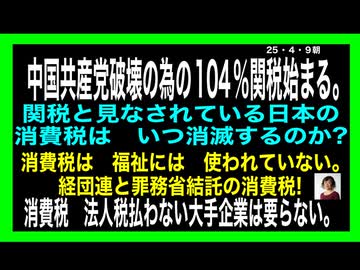 25・4・9朝
中国共産党破壊の為の104%関税始まる。
関税と見なされている日本の
消費税は　いつ消滅するのか?
消費税は　福祉には　使われていない。
経団連と罪務省結託の消費税!
消費税　法人税払わない大手企業は要らない。